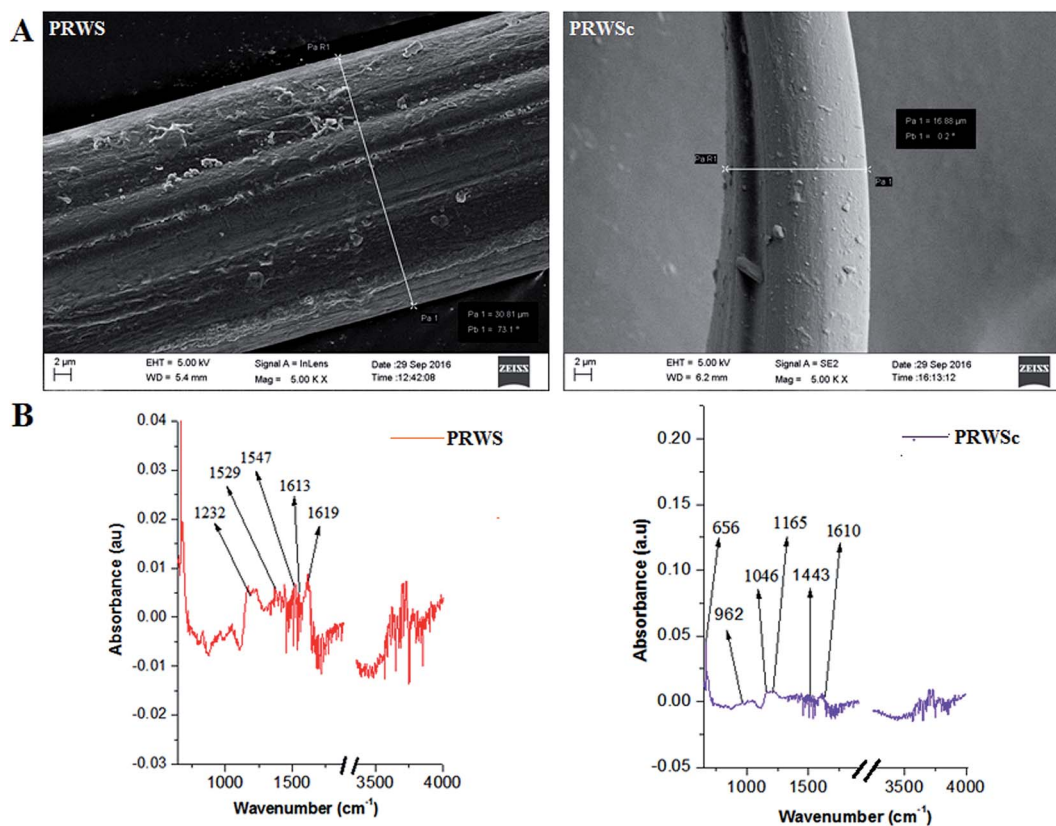 A
PRWS
Pa R1
Pa 1
Pa 1 = 30.81 µm
Pb 1 = 73.1 °
2 µm
EHT = 5.00 kV
WD = 5.4 mm
Signal A = InLens
Mag = 5.00 K X
Date :29 Sep 2016
Time :12:42:08
ZEISS
PRWSc
Pa R1
Pa 1
Pa 1 = 16.88 µm
Pb 1 = 0.2 °
2 µm
EHT = 5.00 kV
WD = 6.2 mm
Signal A = SE2
Mag = 5.00 K X
Date :29 Sep 2016
Time :16:13:12
ZEISS
B
PRWS
0.04
0.03
0.02
0.01
0.00
-0.01
-0.03
Absorbance (au)
1232
1529
1547
1613
1619
1000
1500
3500
4000
Wavenumber (cm⁻¹)
PRWSc
0.20
0.15
0.10
0.05
0.00
-0.05
Absorbance (a.u)
656
962
1046
1165
1443
1610
1000
1500
3500
4000
Wavenumber (cm⁻¹)